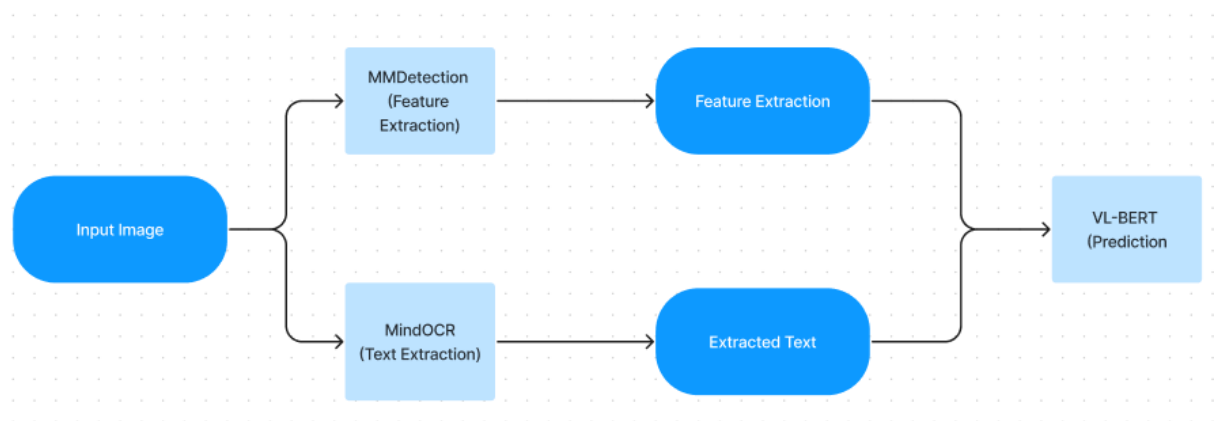 MMDetection
(Feature
Extraction)
Feature Extraction
Input Image
VL-BERT
(Prediction
MindOCR
(Text Extraction)
Extracted Text